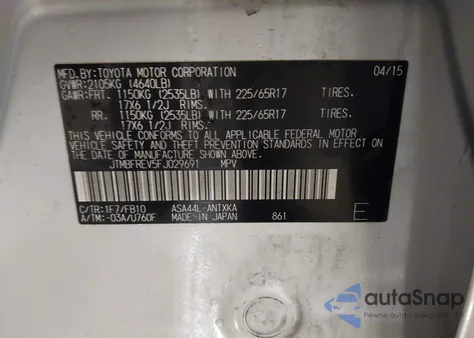 MFD.BY:TOYOTA MOTOR CORPORATION 04/15
GVWR:2105KG (4640LB)
GAWR:FRT. 1150KG (2535LB) WITH 225/65R17 TIRES.
17X6 1/2J RIMS.
RR. 1150KG (2535LB) WITH 225/65R17 TIRES.
17X6 1/2J RIMS.
THIS VEHICLE CONFORMS TO ALL APPLICABLE FEDERAL MOTOR
VEHICLE SAFETY AND THEFT PREVENTION STANDARDS IN
EFFECT ON THE DATE OF MANUFACTURE SHOWN ABOVE.
JTMBFREV5FJ029691 MPV
C/TR:1F7/FB10 ASA44L-ANTXKA
A/TM:-03A/U760F MADE IN JAPAN 861 E
autoSnap
Pewne auto z